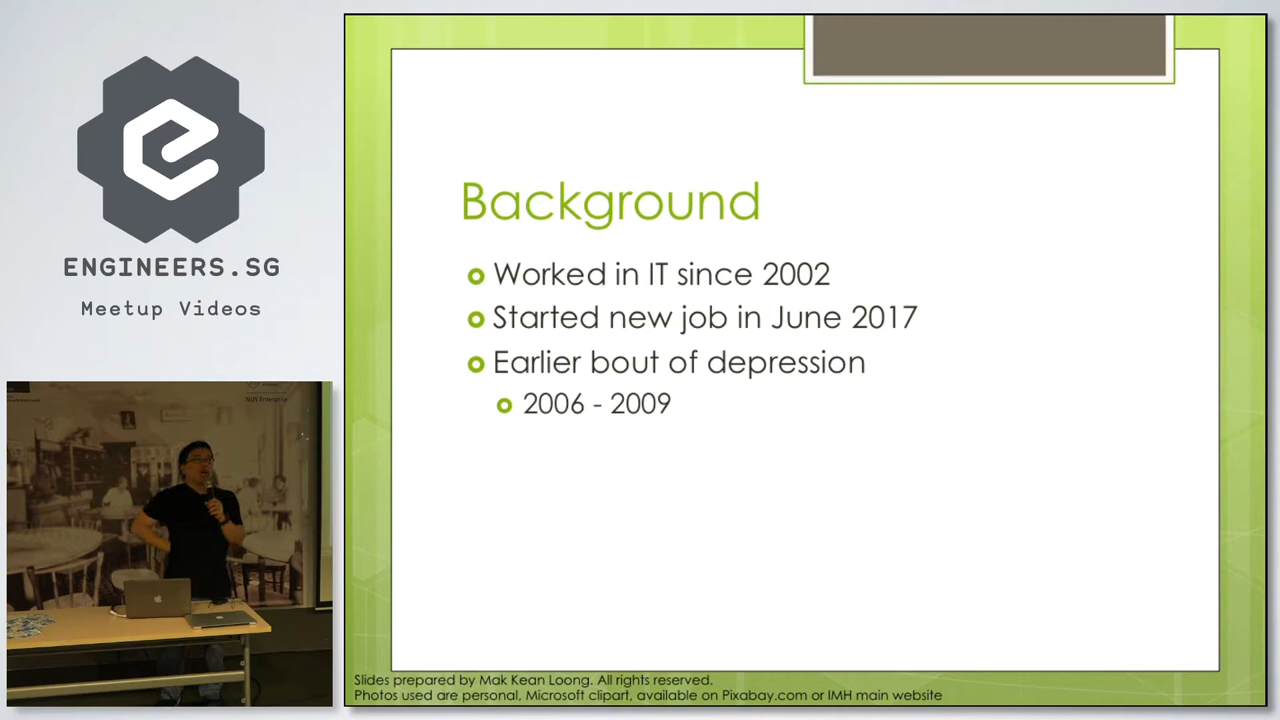 ENGINEERS.SG
Meetup Videos
NUS Enterprise
Background
Worked in IT since 2002
Started new job in June 2017
Earlier bout of depression
2006 - 2009
Slides prepared by Mak Kean Loong. All rights reserved.
Photos used are personal, Microsoft clipart, available on Pixabay.com or IMH main website